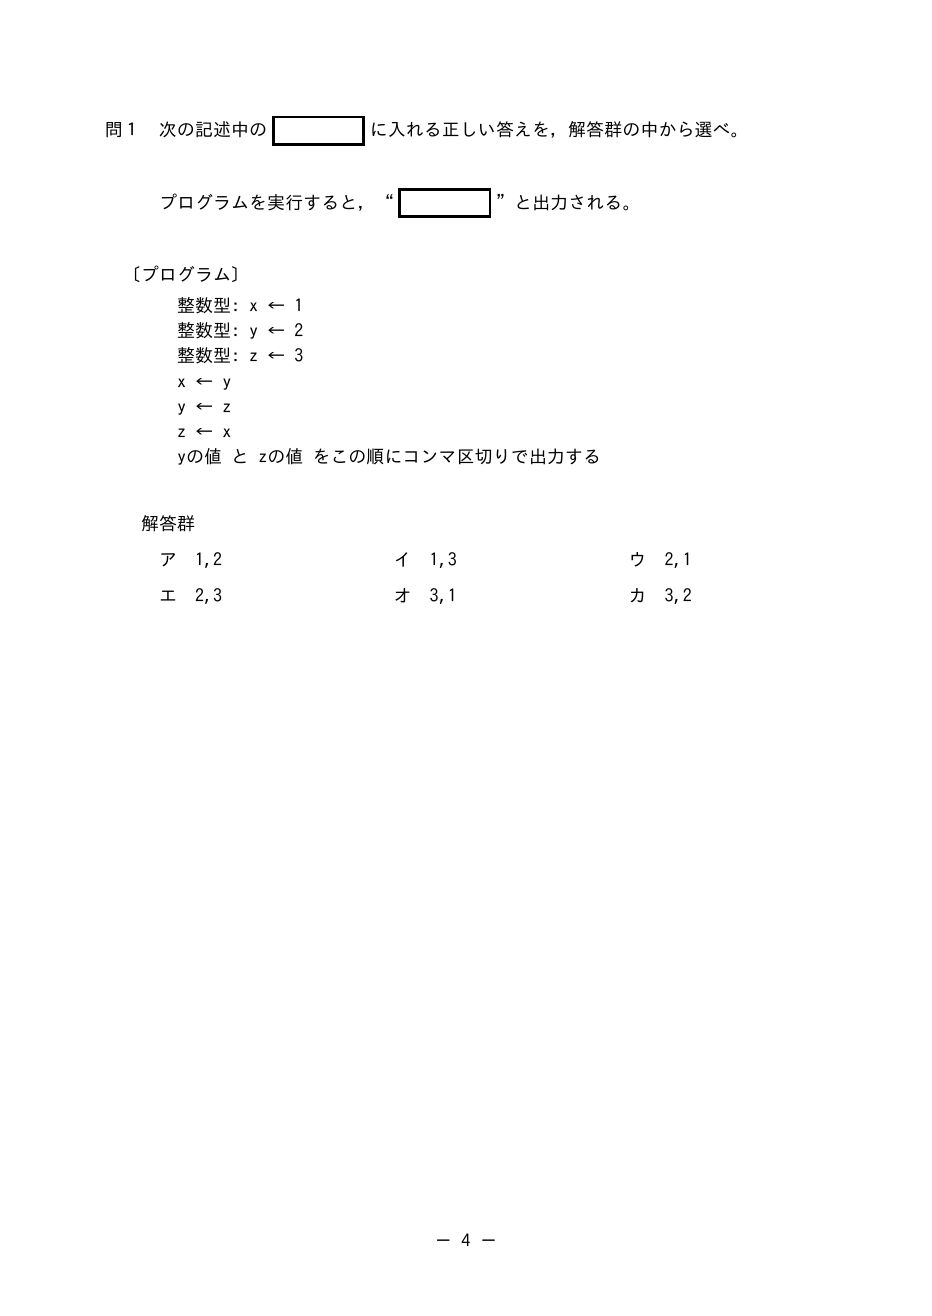 問1 次の記述中の に入れる正しい答えを，解答群の中から選べ。
プログラムを実行すると，“ ”と出力される。
〔プログラム〕
整数型: x ← 1
整数型: y ← 2
整数型: z ← 3
x ← y
y ← z
z ← x
yの値 と zの値 をこの順にコンマ区切りで出力する
解答群
ア 1,2 イ 1,3 ウ 2,1
エ 2,3 オ 3,1 カ 3,2
－ 4 －